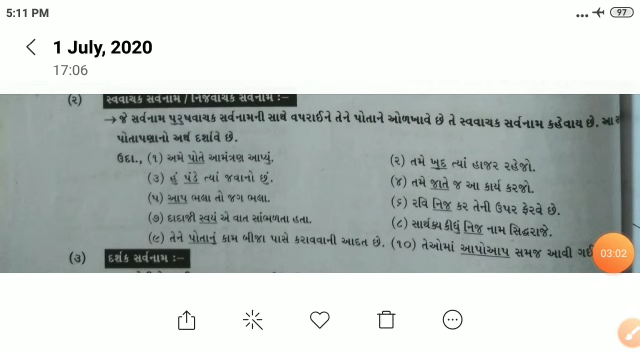 5:11 PM
97
1 July, 2020
17:06
(૨) સ્વવાચક સર્વનામ / નિજવાચક સર્વનામ :-
→ જે સર્વનામ પુરુષવાચક સર્વનામની સાથે વપરાઈને તેને પોતાને ઓળખાવે છે તે સ્વવાચક સર્વનામ કહેવાય છે.
પોતાપણાનો અર્થ દર્શાવે છે.
ઉદા., (૧) અમે પોતે આમંત્રણ આપ્યું. (૨) તમે ખુદ ત્યાં હાજર રહેજો.
(૩) હું પંડે ત્યાં જવાનો છું. (૪) તમે જાતે જ આ કાર્ય કરજો.
(૫) આપ ભલા તો જગ ભલા. (૬) રવિ નિજ કર તેની ઉપર ફેરવે છે.
(૭) દાદાજી સ્વયં એ વાત સાંભળતા હતા. (૮) સાર્થક્ય કીધું નિજ નામ સિદ્ધરાજે.
(૯) તેને પોતાનું કામ બીજા પાસે કરાવવાની આદત છે. (૧૦) તેઓમાં આપોઆપ સમજ આવી ગઈ
03:02
(૩) દર્શક સર્વનામ :-